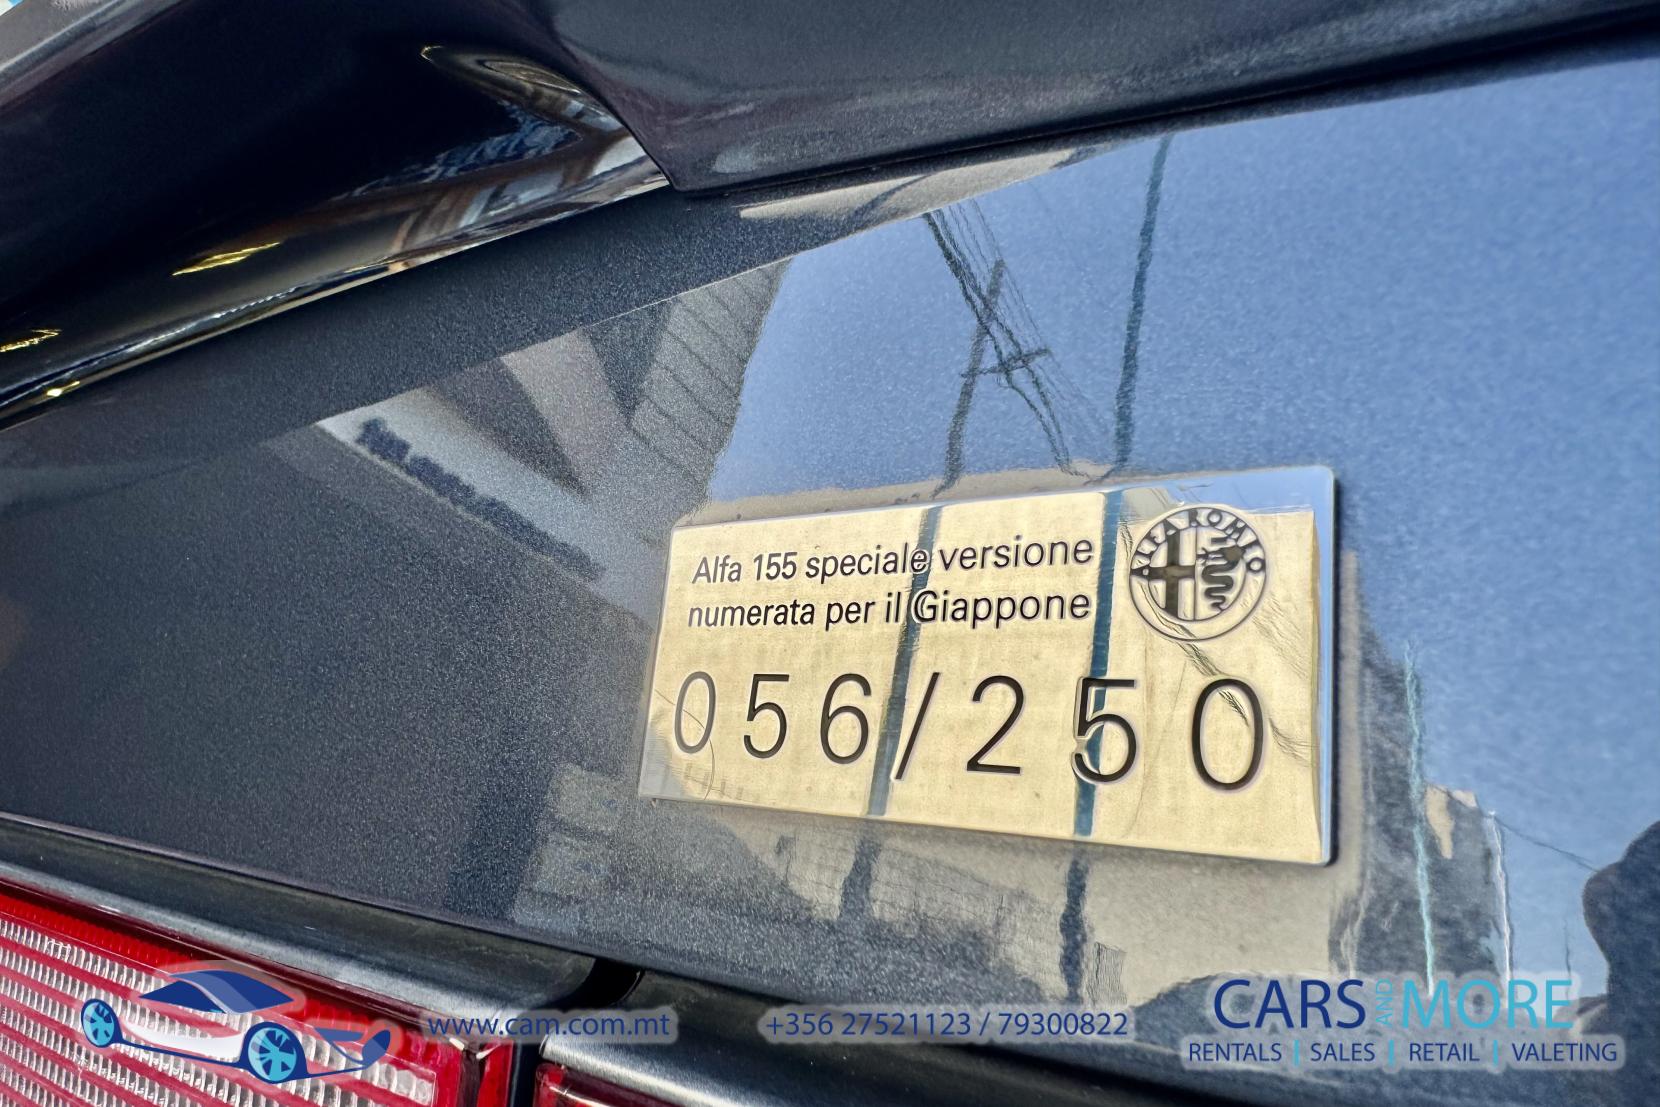 Alfa 155 speciale versione
numerata per il Giappone
ALFA ROMEO
056/250
www.cam.com.mt
+356 27521123 / 79300822
CARS AND MORE
RENTALS | SALES | RETAIL | VALETING